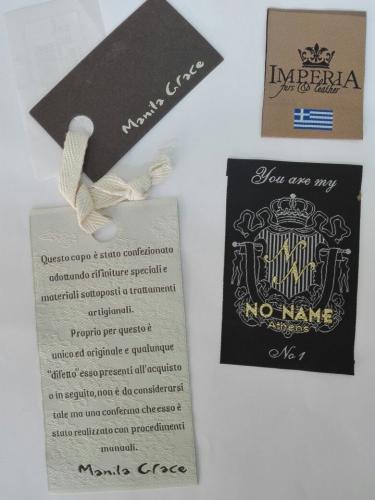 Manila Grace
Questo capo è stato confezionato
adottando rifiniture speciali e
materiali sottoposti a trattamenti
artigianali.
Proprio per questo è
unico ed originale e qualunque
"difetto" esso presenti all'acquisto
o in seguito, non è da considerarsi
tale ma una conferma che esso è
stato realizzato con procedimenti
manuali.
Manila Grace
IMPERIA
furs & leather
You are my
NN
NO NAME
Athens
No 1